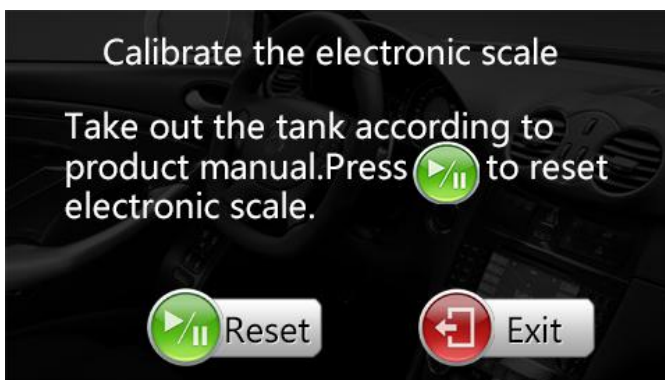 Calibrate the electronic scale
Take out the tank according to
product manual.Press to reset
electronic scale.
Reset
Exit